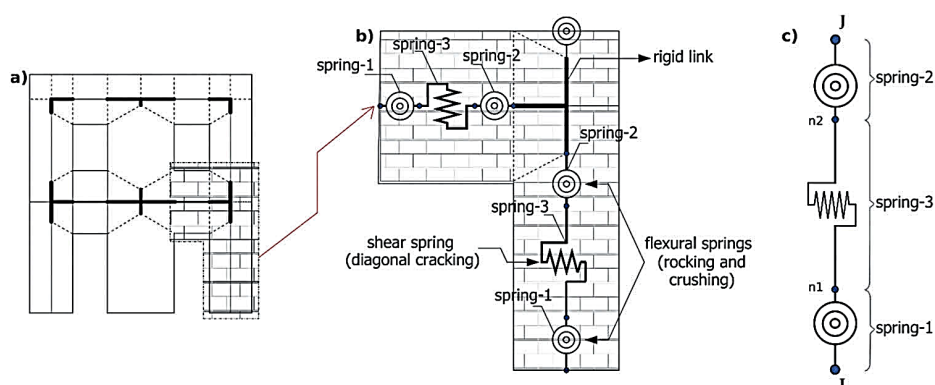 a)
b)
spring-3
spring-1
spring-2
rigid link
spring-2
spring-3
shear spring
(diagonal cracking)
flexural springs
(rocking and
crushing)
spring-1
c)
J
spring-2
n2
spring-3
n1
spring-1